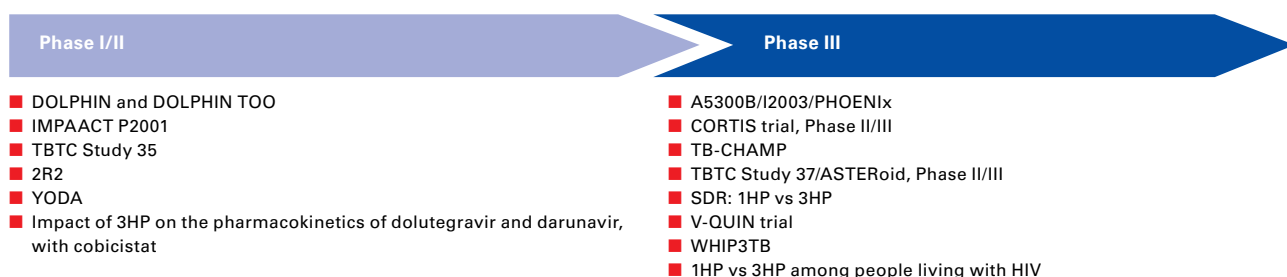 Phase I/II
Phase III
DOLPHIN and DOLPHIN TOO
IMPAACT P2001
TBTC Study 35
2R2
YODA
Impact of 3HP on the pharmacokinetics of dolutegravir and darunavir,
with cobicistat
A5300B/I2003/PHOENIx
CORTIS trial, Phase II/III
TB-CHAMP
TBTC Study 37/ASTERoid, Phase II/III
SDR: 1HP vs 3HP
V-QUIN trial
WHIP3TB
1HP vs 3HP among people living with HIV